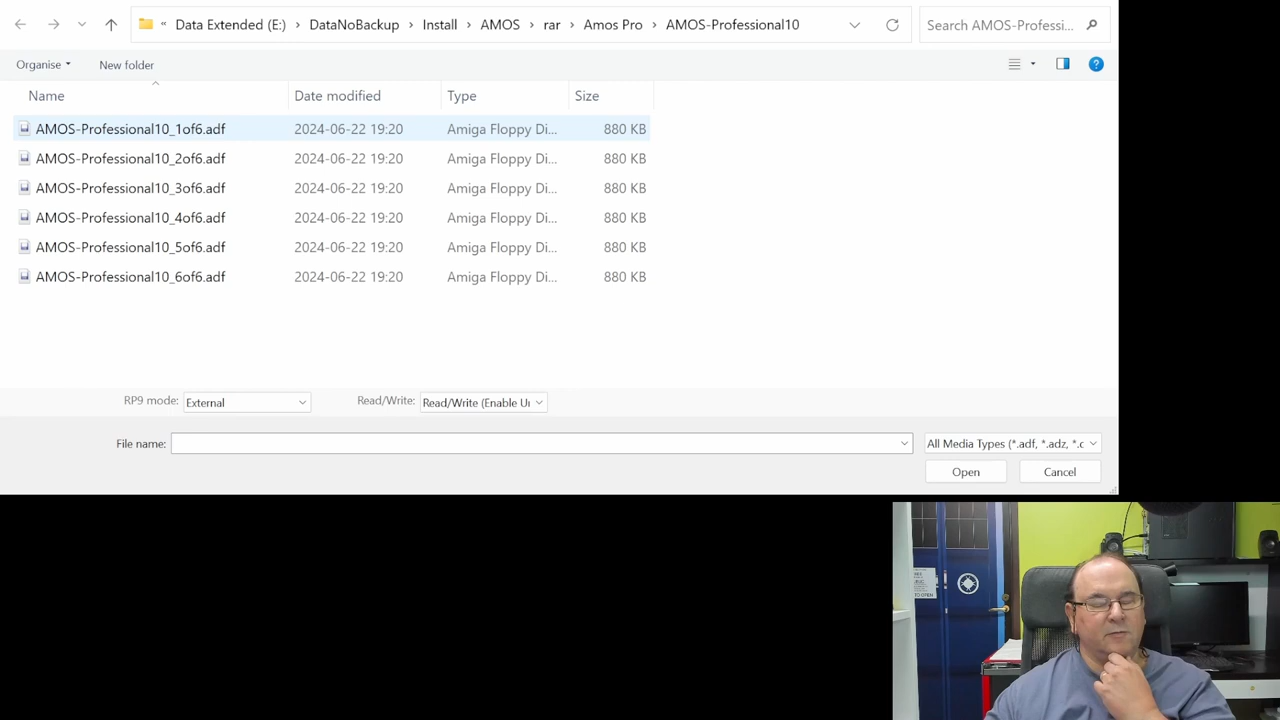 « Data Extended (E:) › DataNoBackup › Install › AMOS › rar › Amos Pro › AMOS-Professional10
Search AMOS-Professi...
Organise
New folder
Name Date modified Type Size
AMOS-Professional10_1of6.adf 2024-06-22 19:20 Amiga Floppy Di... 880 KB
AMOS-Professional10_2of6.adf 2024-06-22 19:20 Amiga Floppy Di... 880 KB
AMOS-Professional10_3of6.adf 2024-06-22 19:20 Amiga Floppy Di... 880 KB
AMOS-Professional10_4of6.adf 2024-06-22 19:20 Amiga Floppy Di... 880 KB
AMOS-Professional10_5of6.adf 2024-06-22 19:20 Amiga Floppy Di... 880 KB
AMOS-Professional10_6of6.adf 2024-06-22 19:20 Amiga Floppy Di... 880 KB
RP9 mode: External Read/Write: Read/Write (Enable Ur
File name: All Media Types (*.adf, *.adz, *.c
Open Cancel